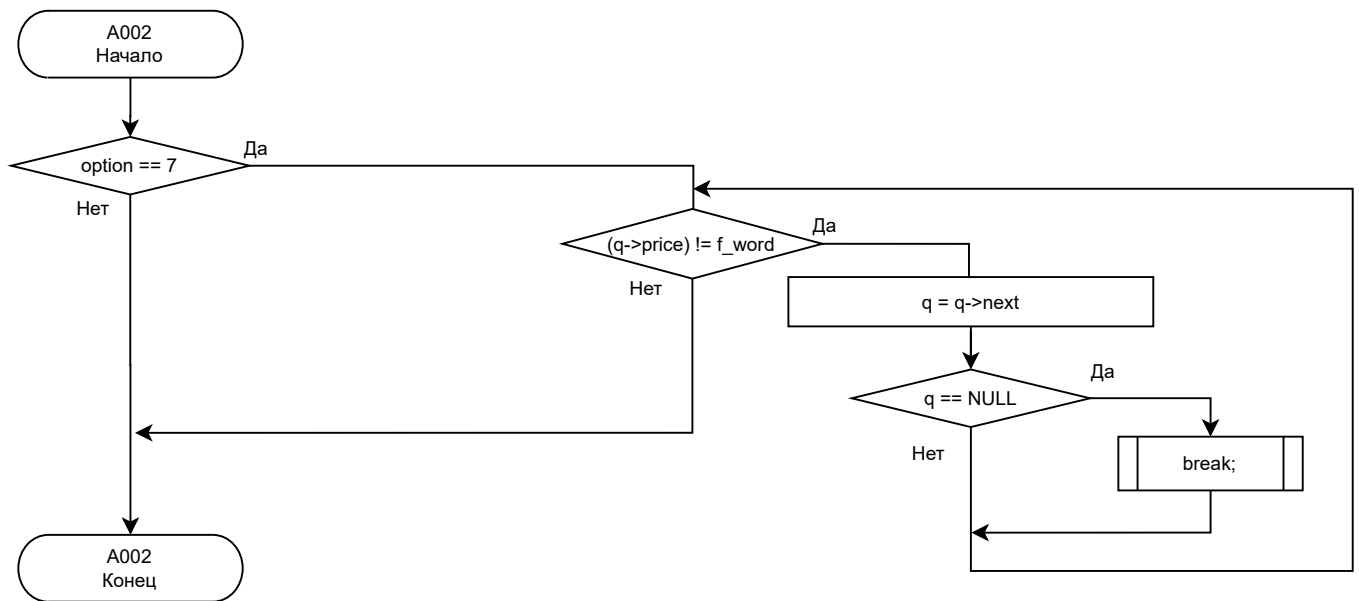 A002
Начало
option == 7
Да
Нет
(q->price) != f_word
Да
Нет
q = q->next
q == NULL
Да
Нет
break;
A002
Конец